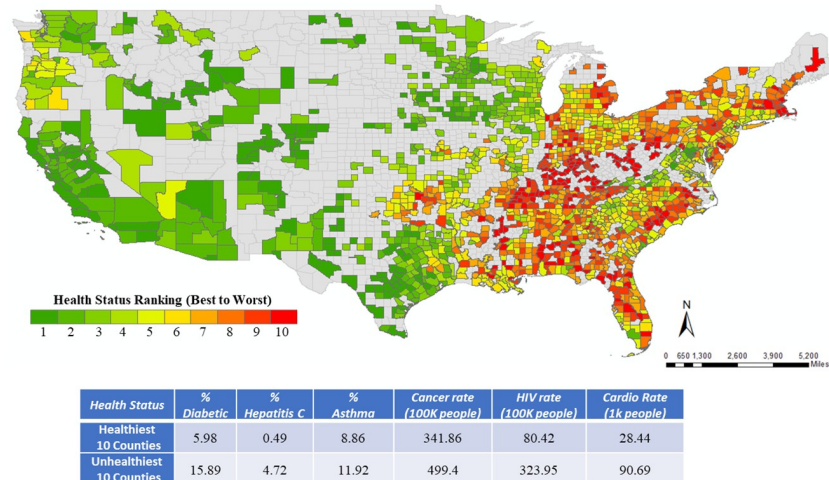 N
Health Status Ranking (Best to Worst)
1 2 3 4 5 6 7 8 9 10
0 650 1,300 2,600 3,900 5,200
Miles
Health Status % Diabetic % Hepatitis C % Asthma Cancer rate (100K people) HIV rate (100K people) Cardio Rate (1k people)
Healthiest 10 Counties 5.98 0.49 8.86 341.86 80.42 28.44
Unhealthiest 10 Counties 15.89 4.72 11.92 499.4 323.95 90.69